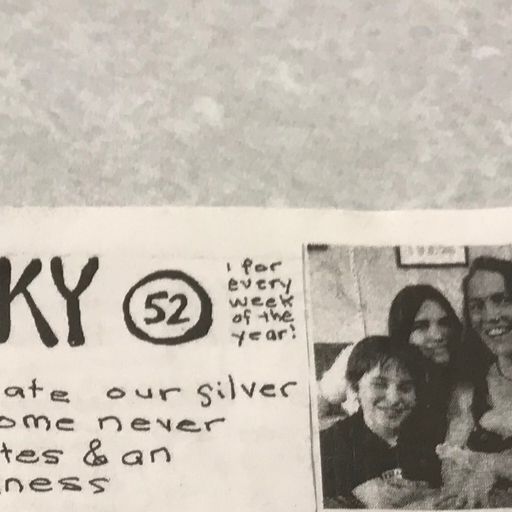 KY 52
1 for
every
week
of the
year!
ate our silver
ome never
tes & an
ness